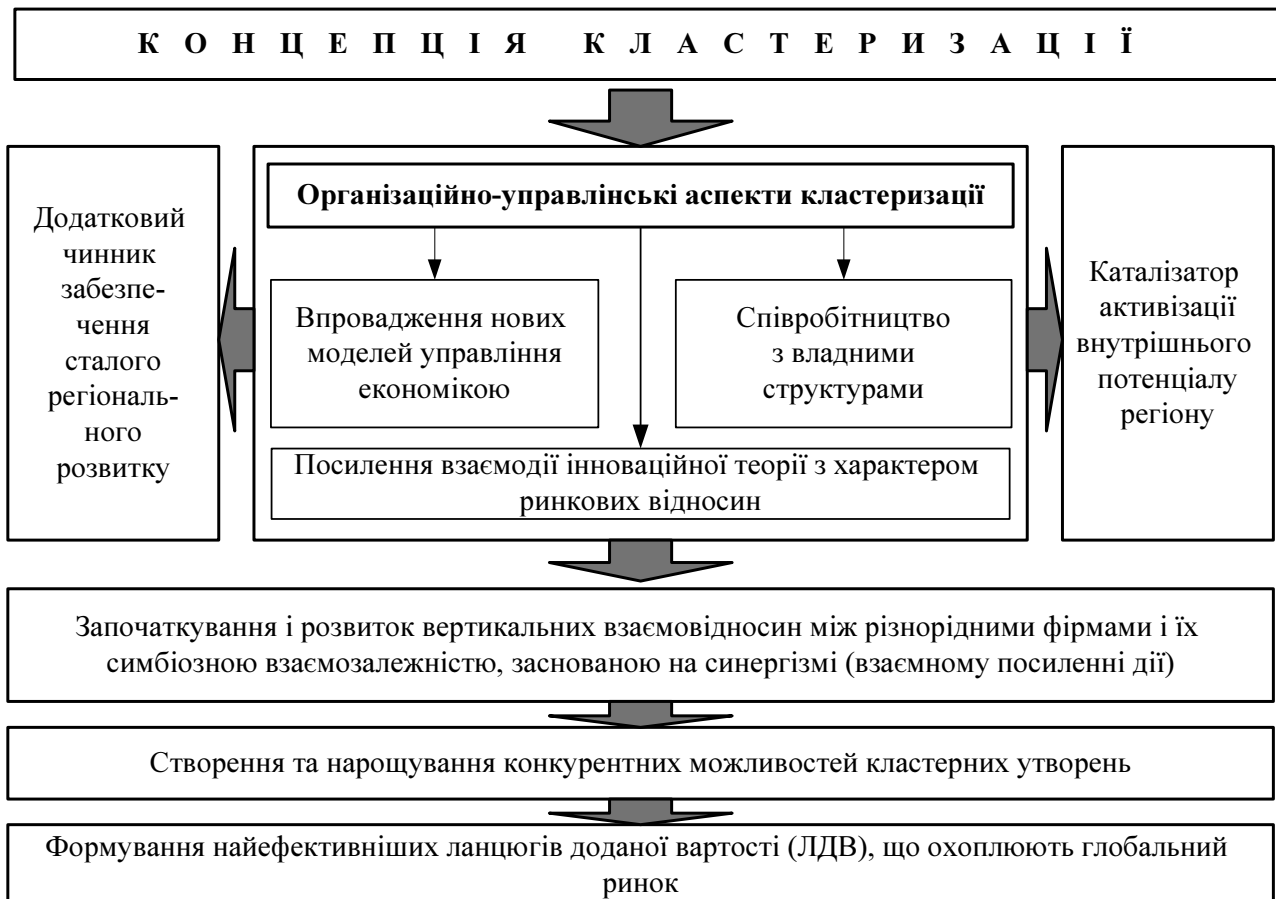 КОНЦЕПЦІЯ КЛАСТЕРИЗАЦІЇ
Організаційно-управлінські аспекти кластеризації
Додатковий
чинник
забезпе-
чення
сталого
регіональ-
ного
розвитку
Впровадження нових
моделей управління
економікою
Співробітництво
з владними
структурами
Каталізатор
активізації
внутрішнього
потенціалу
регіону
Посилення взаємодії інноваційної теорії з характером
ринкових відносин
Започаткування і розвиток вертикальних взаємовідносин між різнорідними фірмами і їх
симбіозною взаємозалежністю, заснованою на синергізмі (взаємному посиленні дії)
Створення та нарощування конкурентних можливостей кластерних утворень
Формування найефективніших ланцюгів доданої вартості (ЛДВ), що охоплюють глобальний
ринок